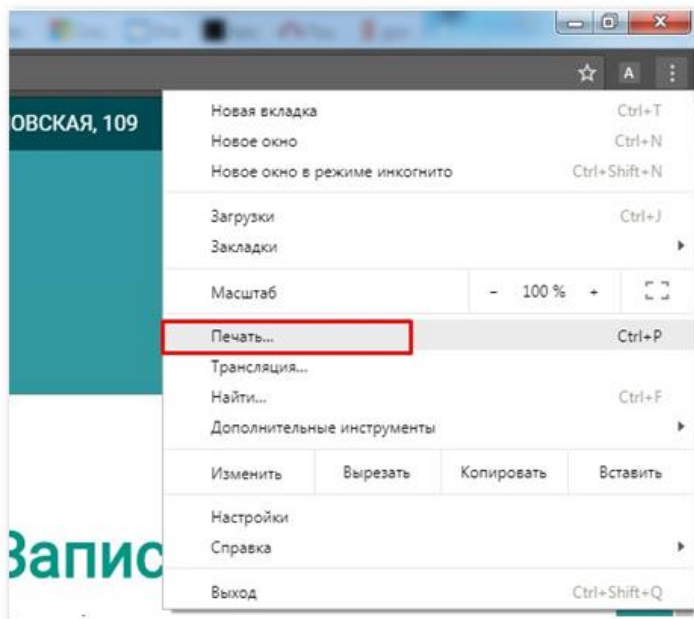 A
ОВСКАЯ, 109
Новая вкладка Ctrl+T
Новое окно Ctrl+N
Новое окно в режиме инкогнито Ctrl+Shift+N
Загрузки Ctrl+J
Закладки
Масштаб - 100 % +
Печать... Ctrl+P
Трансляция...
Найти... Ctrl+F
Дополнительные инструменты
Изменить Вырезать Копировать Вставить
Настройки
Справка
Запис
Выход Ctrl+Shift+Q